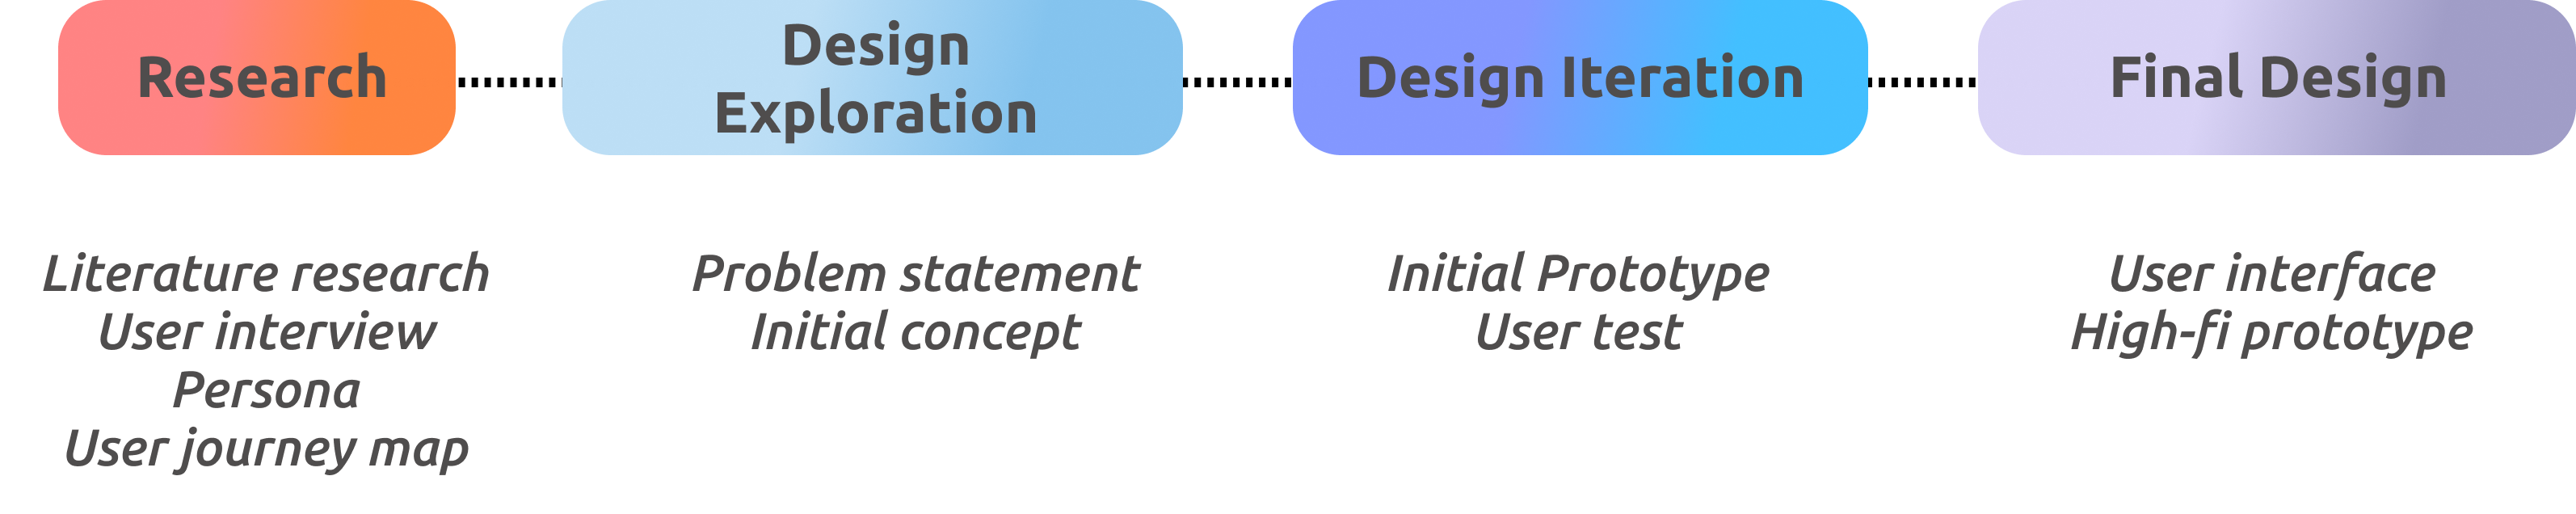 Research
Design
Exploration
Design Iteration
Final Design
Literature research
User interview
Persona
User journey map
Problem statement
Initial concept
Initial Prototype
User test
User interface
High-fi prototype